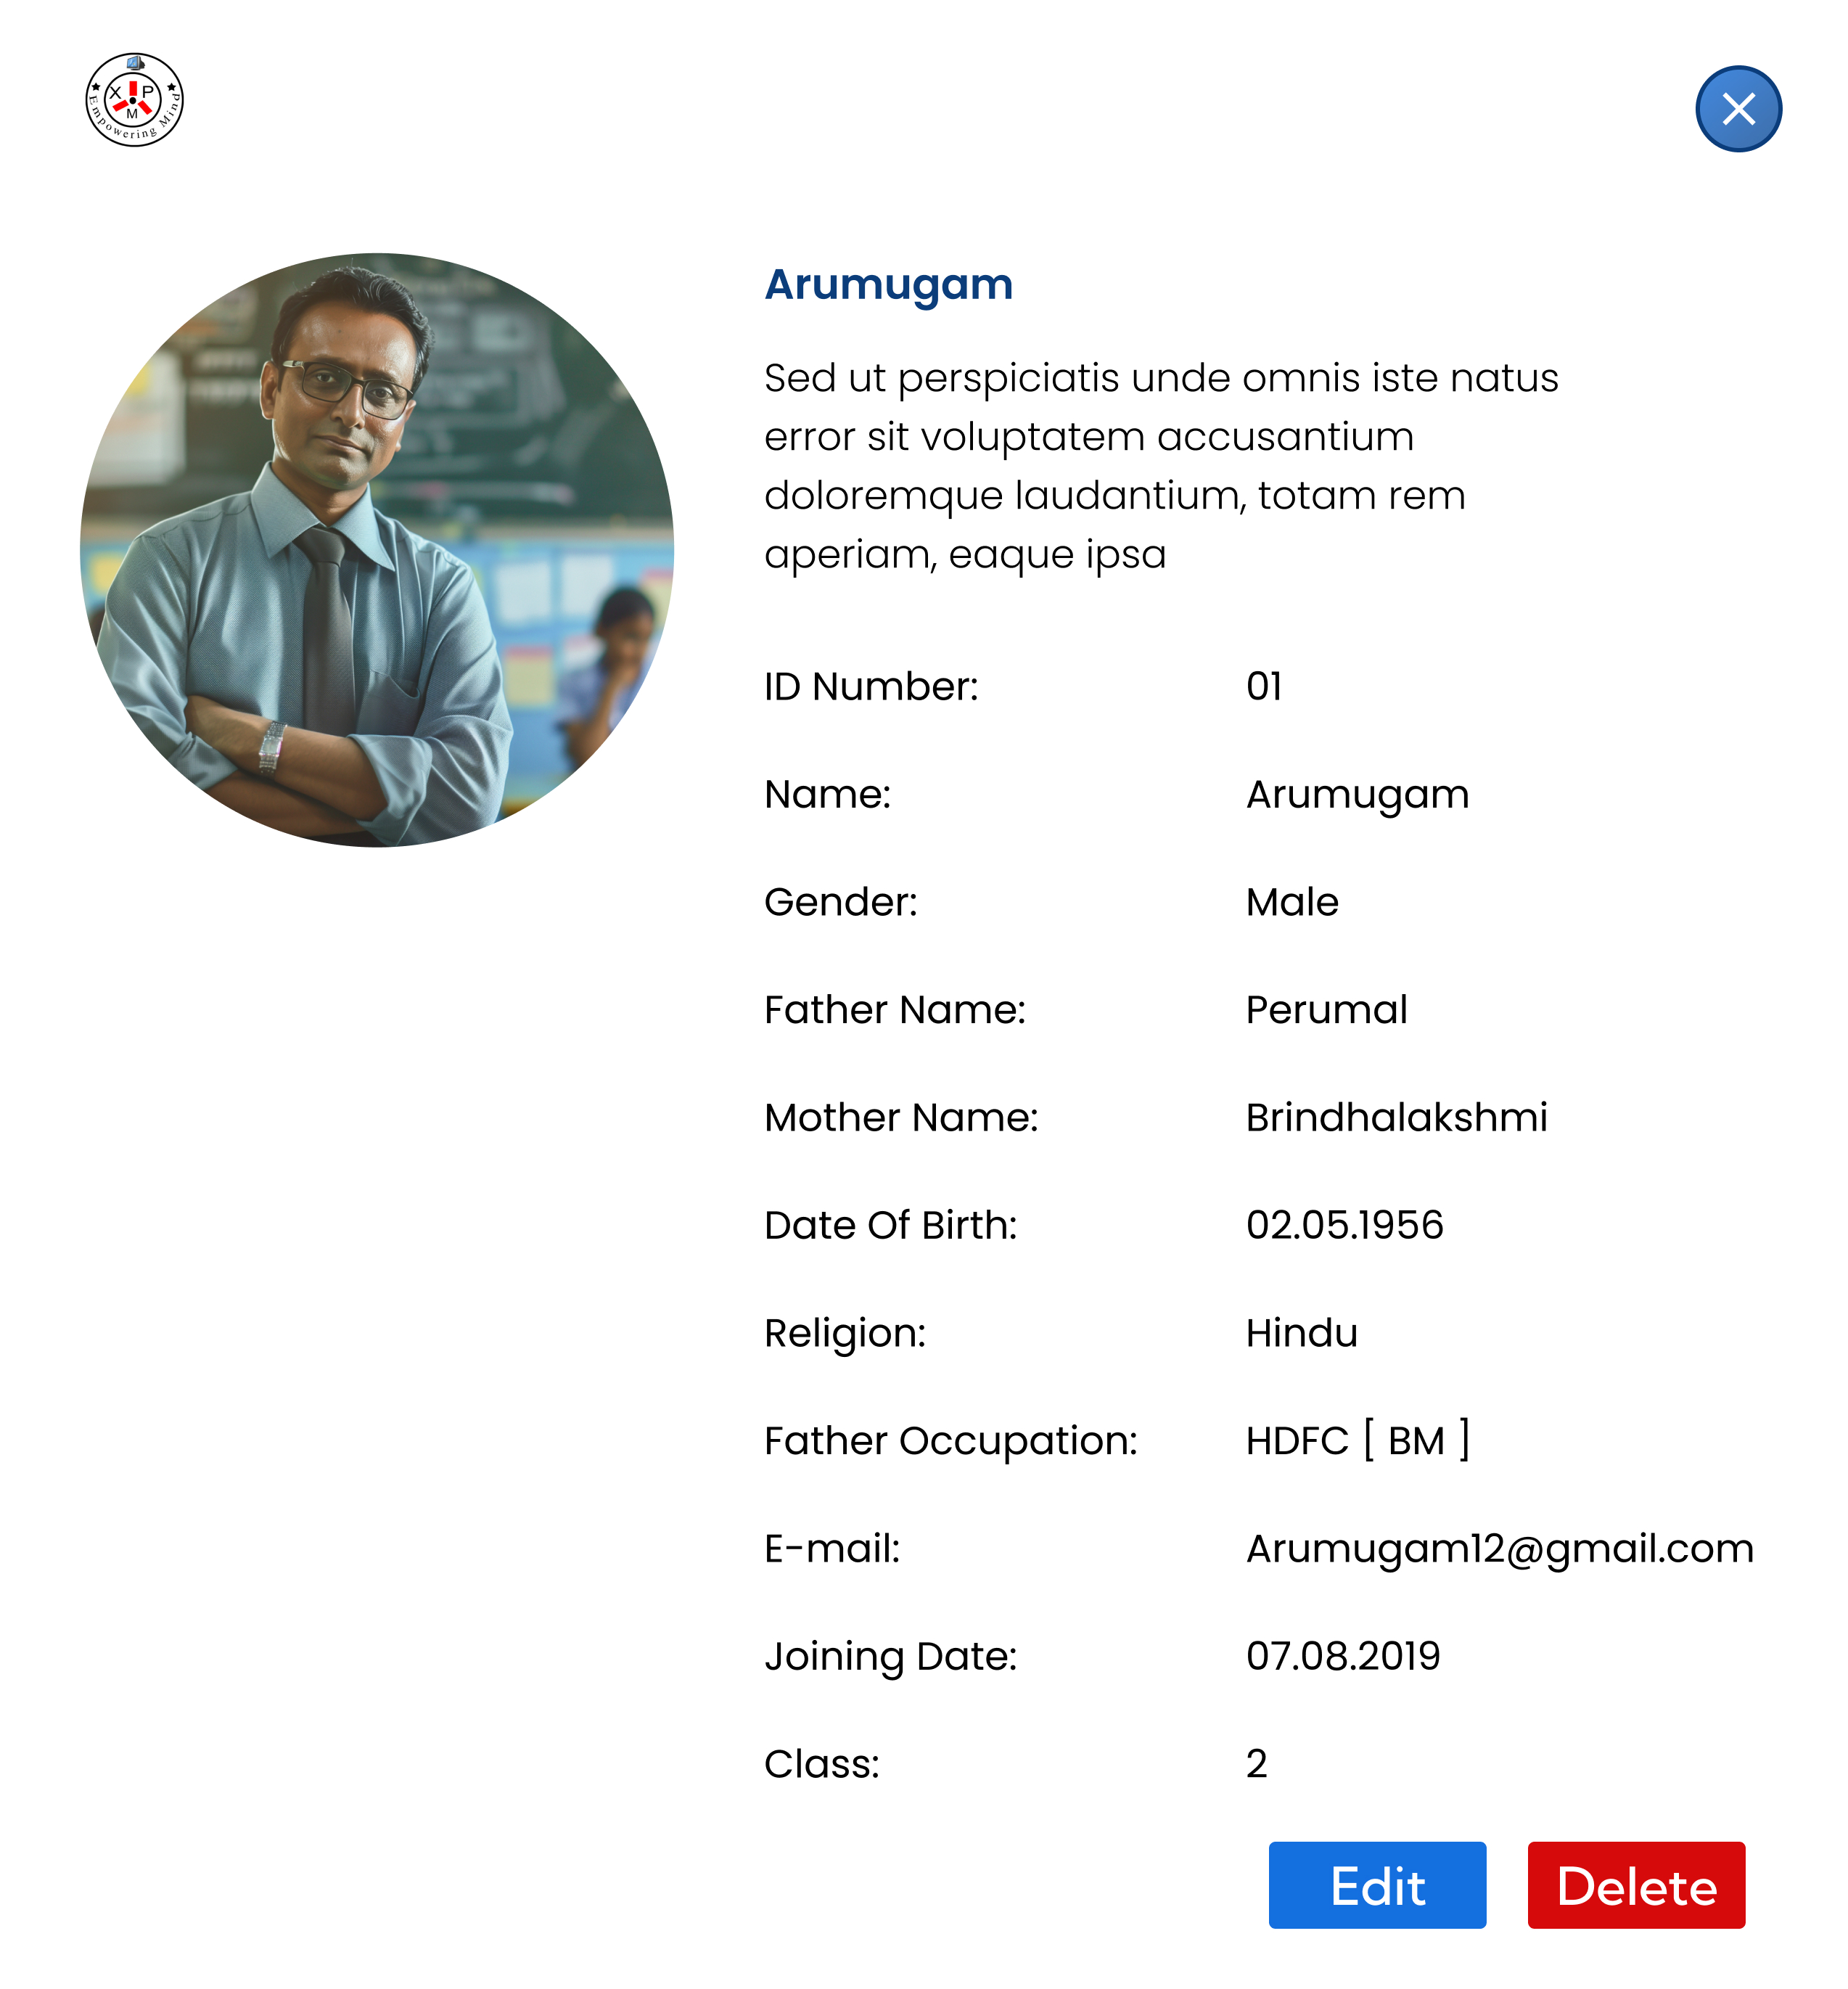 X P
M
Empowering Mind
Arumugam
Sed ut perspiciatis unde omnis iste natus
error sit voluptatem accusantium
doloremque laudantium, totam rem
aperiam, eaque ipsa
ID Number: 01
Name: Arumugam
Gender: Male
Father Name: Perumal
Mother Name: Brindhalakshmi
Date Of Birth: 02.05.1956
Religion: Hindu
Father Occupation: HDFC [ BM ]
E-mail: Arumugam12@gmail.com
Joining Date: 07.08.2019
Class: 2
Edit Delete